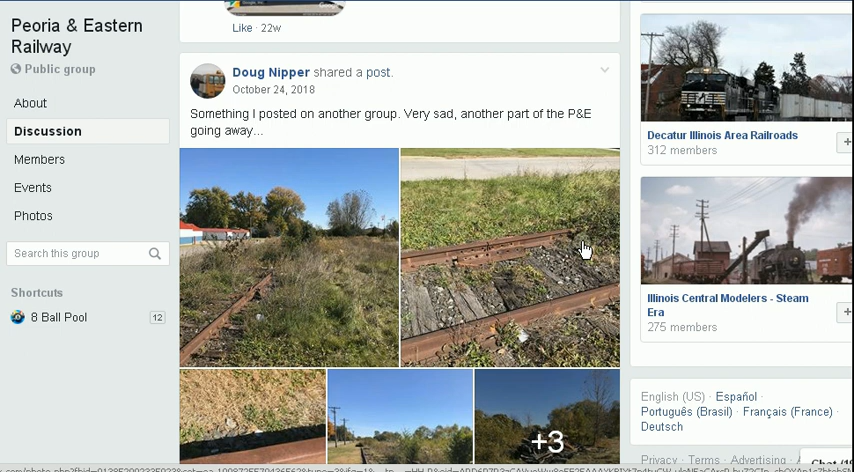 Peoria & Eastern
Railway
Public group
About
Discussion
Members
Events
Photos
Search this group
Shortcuts
8 Ball Pool
12
Like · 22w
Doug Nipper shared a post.
October 24, 2018
Something I posted on another group. Very sad, another part of the P&E
going away...
+3
Decatur Illinois Area Railroads
312 members
Illinois Central Modelers - Steam
Era
275 members
English (US) · Español ·
Português (Brasil) · Français (France) ·
Deutsch
Privacy · Terms · Advertising ·
Chat